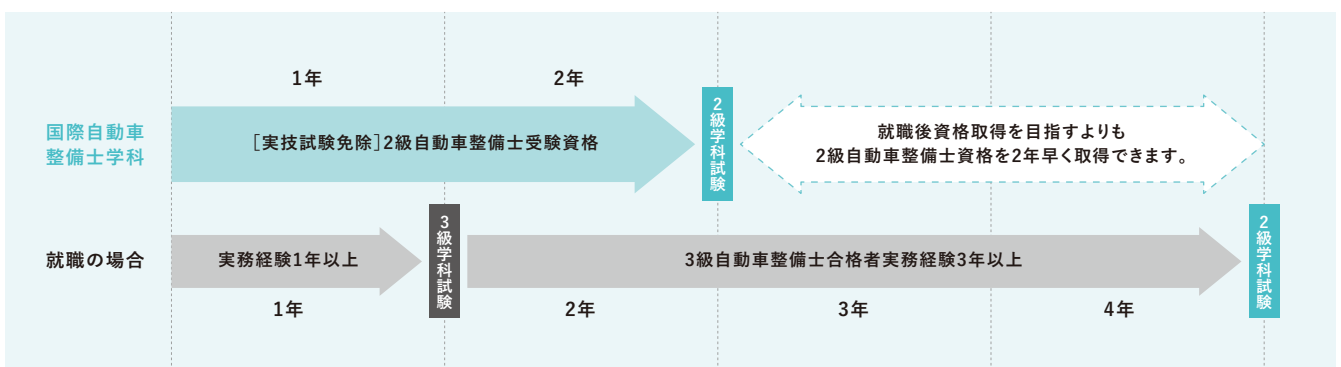 1年
2年
国際自動車
整備士学科
[実技試験免除]2級自動車整備士受験資格
2級学科試験
就職後資格取得を目指すよりも
2級自動車整備士資格を2年早く取得できます。
就職の場合
実務経験1年以上
3級学科試験
3級自動車整備士合格者実務経験3年以上
2級学科試験
1年
2年
3年
4年